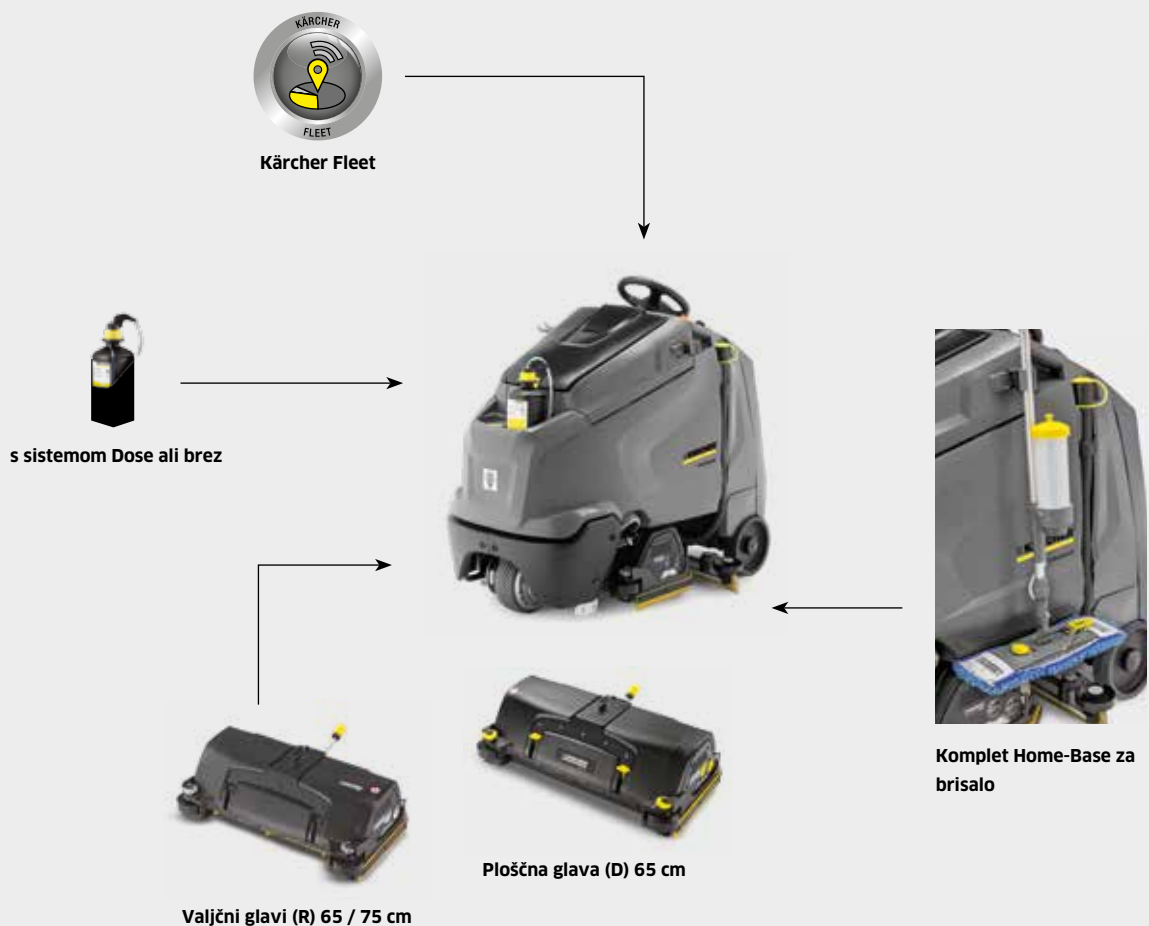 KÄRCHER
FLEET
Kärcher Fleet
s sistemom Dose ali brez
Komplet Home-Base za
brisalo
Ploščna glava (D) 65 cm
Valjčni glavi (R) 65 / 75 cm